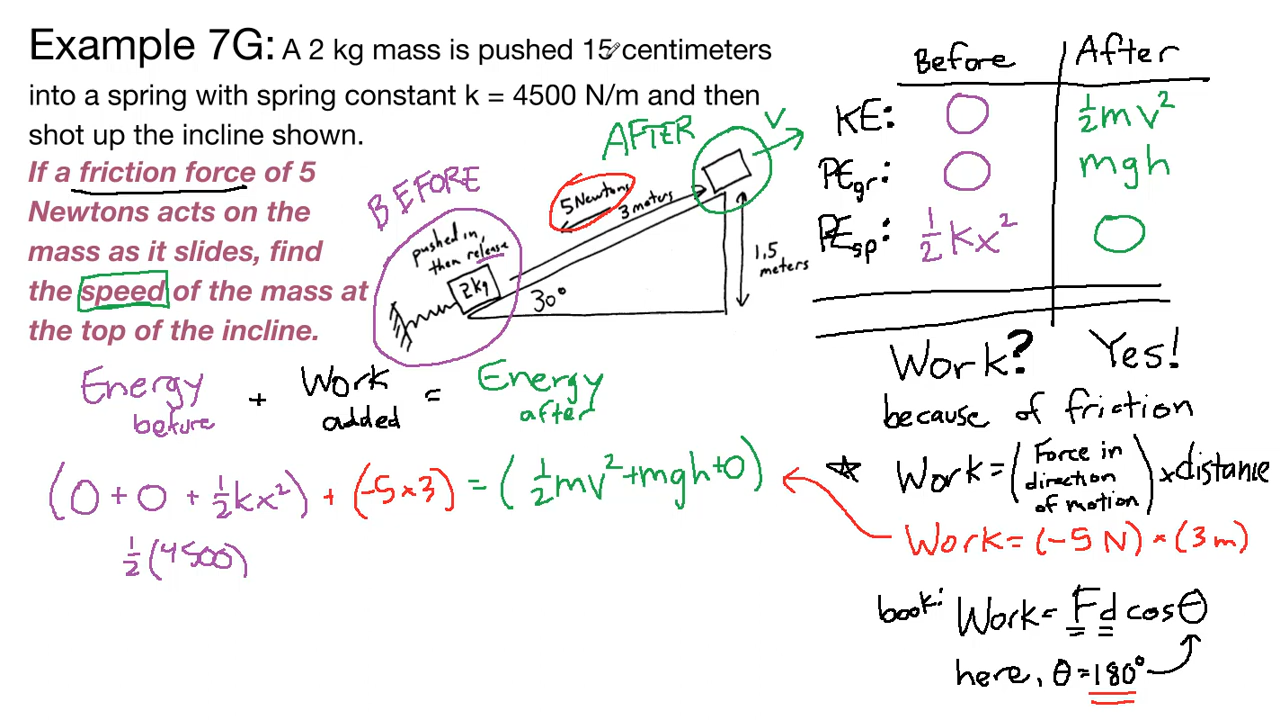 Example 7G: A 2 kg mass is pushed 15 centimeters
into a spring with spring constant k = 4500 N/m and then
shot up the incline shown.
If a friction force of 5
Newtons acts on the
mass as it slides, find
the speed of the mass at
the top of the incline.
BEFORE
pushed in,
then release
2kg
30°
AFTER
V
5 Newtons
3 meters
1,5
meters
Before After
KE: 0 ½mv²
PEgr: 0 mgh
PEsp: ½kx² 0
Work? Yes!
because of friction
Energy before + Work added = Energy after
(0 + 0 + ½kx²) + (-5x3) = (½mv²+mgh+0)
½(4500)
☆ Work = (Force in direction of motion) x distance
Work = (-5 N) • (3 m)
book: Work = Fd cosθ
here, θ=180°